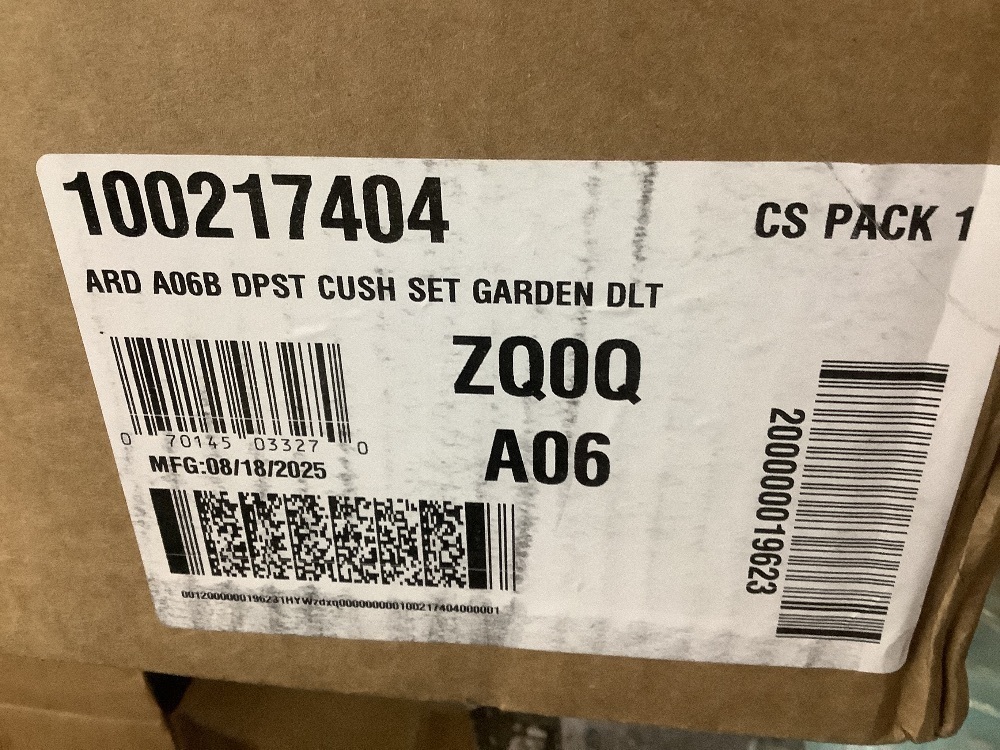 100217404
CS PACK 1
ARD A06B DPST CUSH SET GARDEN DLT
ZQ0Q
A06
0 70145 03327 0
MFG:08/18/2025
200000019623